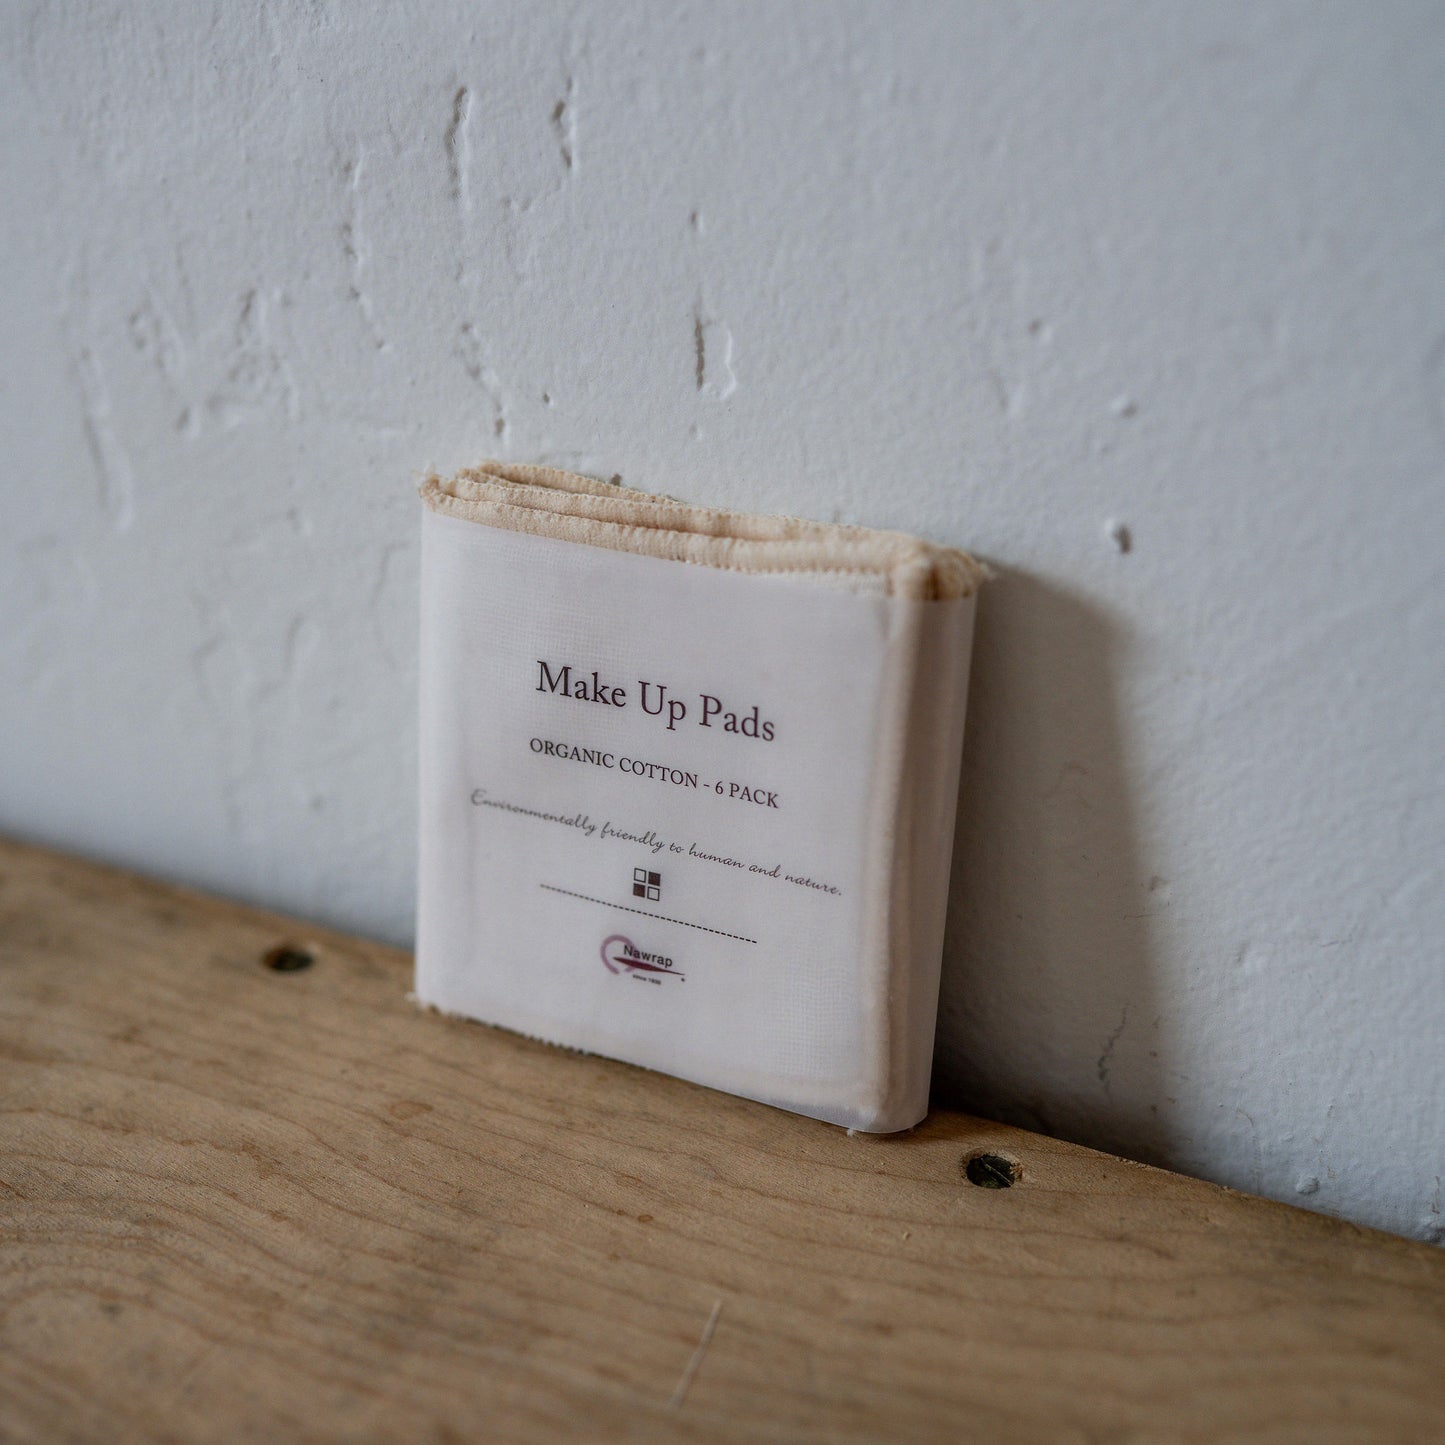 Make Up Pads
ORGANIC COTTON - 6 PACK
Environmentally friendly to human and nature.
Nawrap